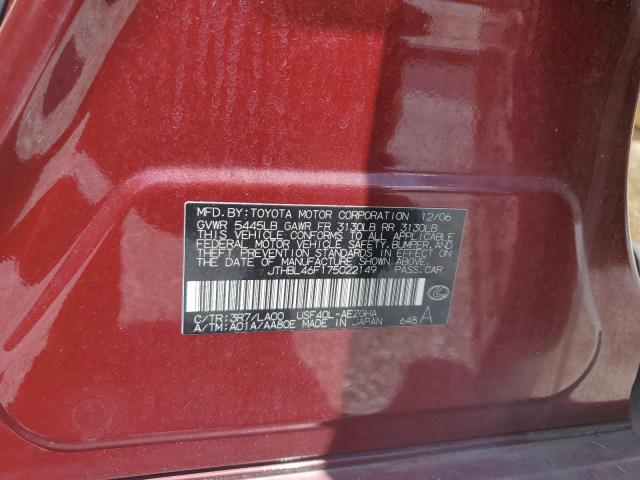 MFD. BY: TOYOTA MOTOR CORPORATION 12/06
GVWR 5445LB GAWR FR 3130LB RR 3130LB
THIS VEHICLE CONFORMS TO ALL APPLICABLE
FEDERAL MOTOR VEHICLE SAFETY, BUMPER, AND
THEFT PREVENTION STANDARDS IN EFFECT ON
THE DATE OF MANUFACTURE SHOWN ABOVE.
JTHBL46F175022149 PASS.CAR
C/TR:3R7/LA00 USF40L-AEZGHA
A/TM:A01A/AA80E MADE IN JAPAN 648 A